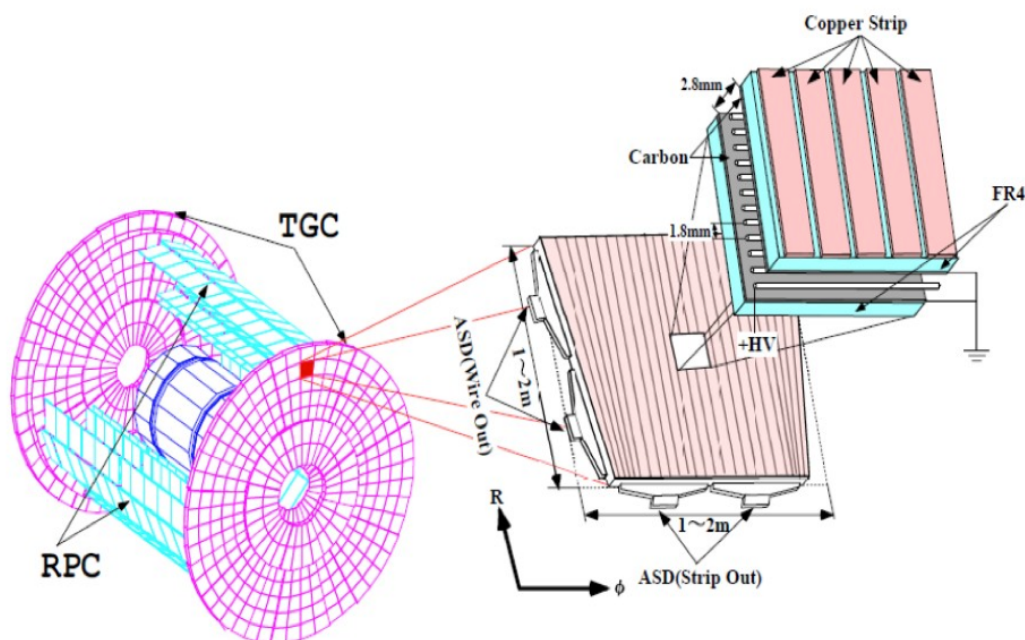 Copper Strip
2.8mm
Carbon
FR4
TGC
1.8mm
+HV
ASD(Wire Out)
1～2m
R
1～2m
RPC
ASD(Strip Out)
ϕ